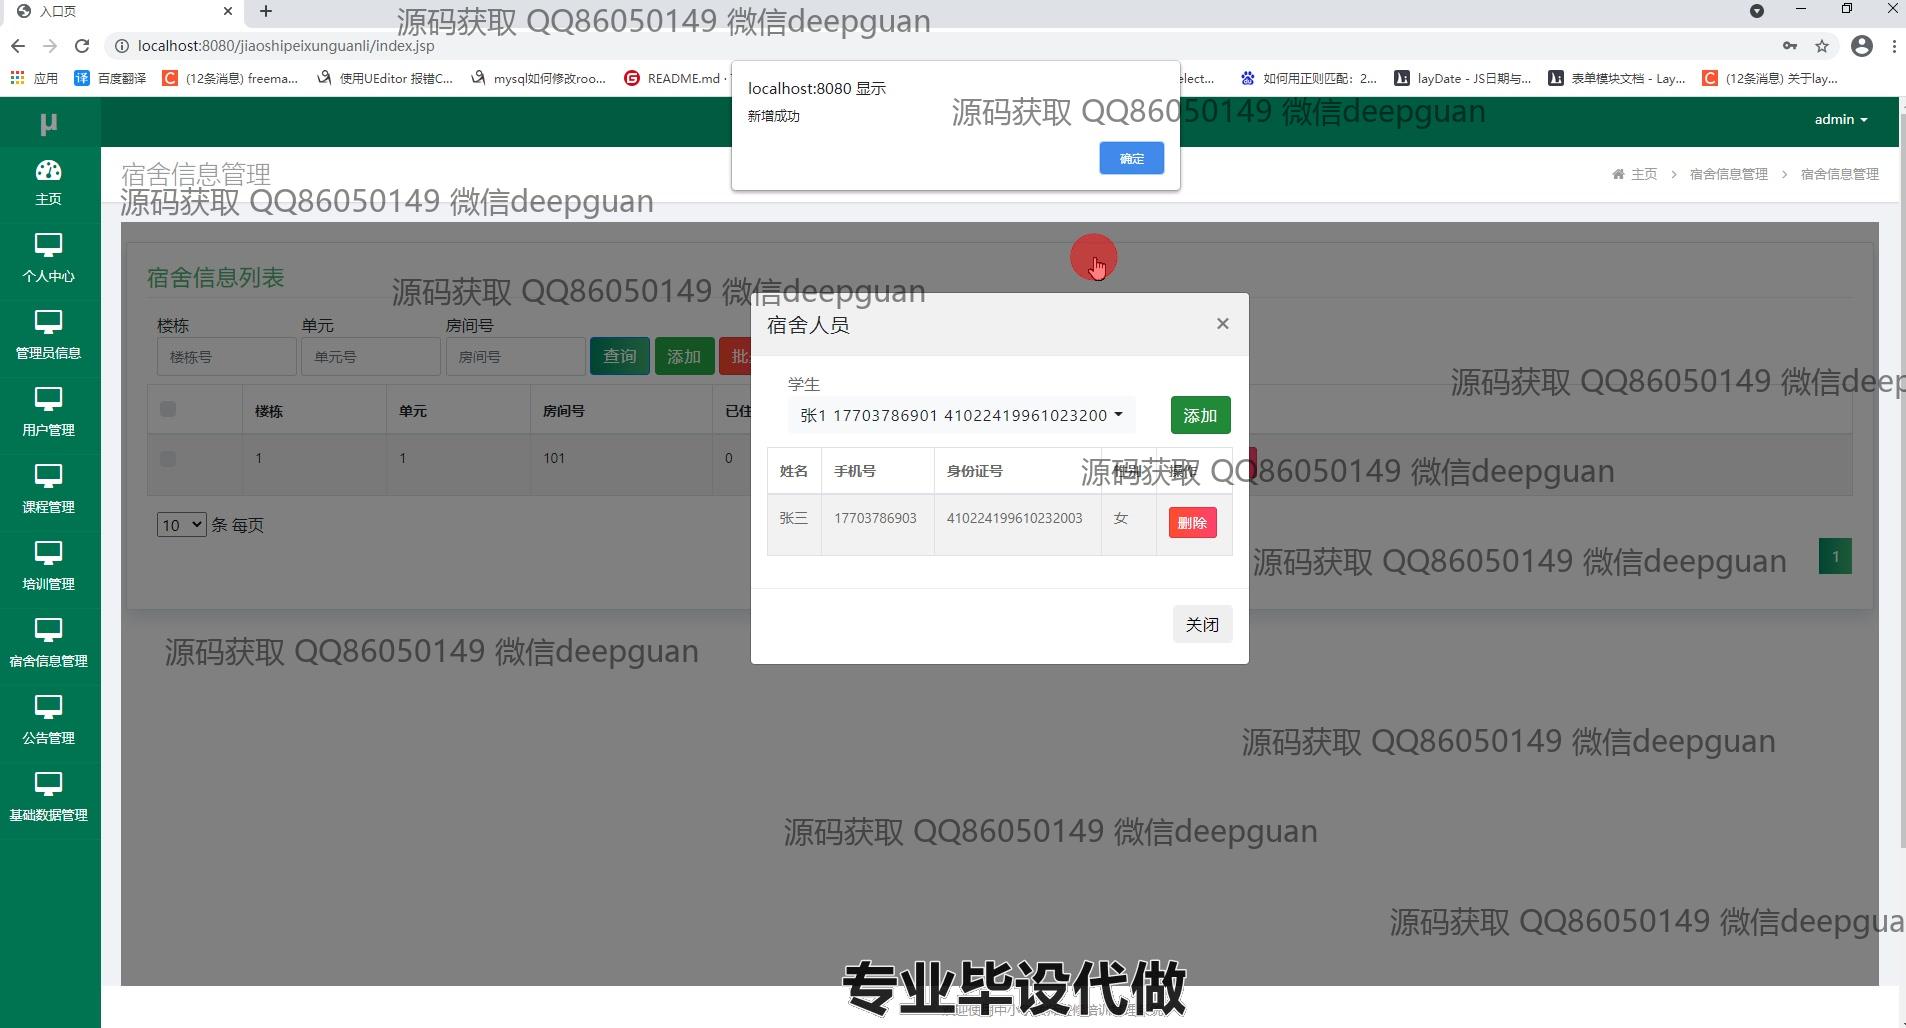 入口页
源码获取 QQ86050149 微信deepguan
localhost:8080/jiaoshipeixunguanli/index.jsp
应用
百度翻译
(12条消息) freema...
使用UEditor 报错C...
mysql如何修改roo...
README.md ·
elect...
如何用正则匹配：2...
layDate - JS日期与...
表单模块文档 - Lay...
(12条消息) 关于lay...
localhost:8080 显示
新增成功
确定
源码获取 QQ86050149 微信deepguan
μ
admin
主页
个人中心
管理员信息
用户管理
课程管理
培训管理
宿舍信息管理
公告管理
基础数据管理
宿舍信息管理
主页 > 宿舍信息管理 > 宿舍信息管理
源码获取 QQ86050149 微信deepguan
宿舍信息列表
源码获取 QQ86050149 微信deepguan
楼栋 单元 房间号
楼栋号 单元号 房间号 查询 添加
楼栋 单元 房间号 已住
1 1 101 0
10 条 每页
1
宿舍人员 ×
学生
张1 17703786901 41022419961023200 添加
姓名 手机号 身份证号
张三 17703786903 410224199610232003 女 删除
关闭
源码获取 QQ86050149 微信deep
源码获取 QQ86050149 微信deepguan
源码获取 QQ86050149 微信deepguan
源码获取 QQ86050149 微信deepguan
源码获取 QQ86050149 微信deepguan
源码获取 QQ86050149 微信deepguan
源码获取 QQ86050149 微信deepgua
专业毕设代做